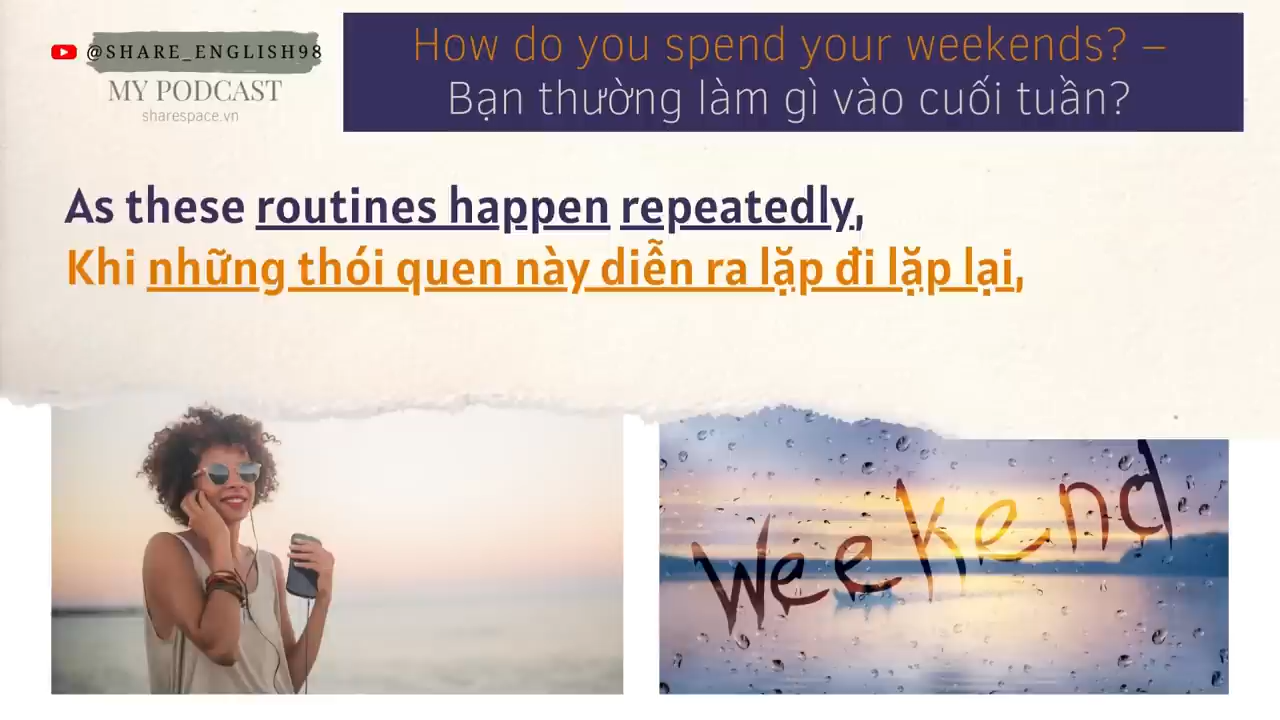 @SHARE_ENGLISH98
MY PODCAST
sharespace.vn
How do you spend your weekends? –
Bạn thường làm gì vào cuối tuần?
As these routines happen repeatedly,
Khi những thói quen này diễn ra lặp đi lặp lại,
Weekend